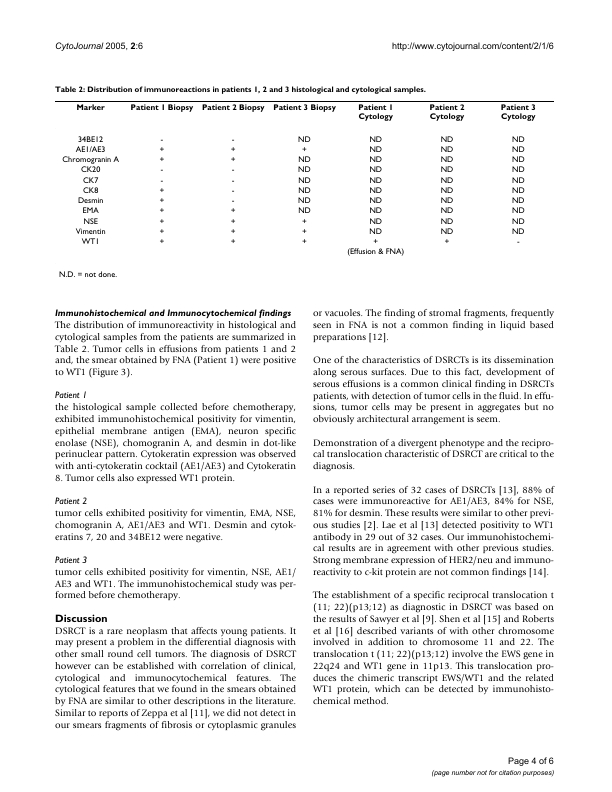 CytoJournal 2005, 2:6
http://www.cytojournal.com/content/2/1/6
Table 2: Distribution of immunoreactions in patients 1, 2 and 3 histological and cytological samples.
Marker Patient 1 Biopsy Patient 2 Biopsy Patient 3 Biopsy Patient 1 Cytology Patient 2 Cytology Patient 3 Cytology
34BE12 - - ND ND ND ND
AE1/AE3 + + + ND ND ND
Chromogranin A + + ND ND ND ND
CK20 - - ND ND ND ND
CK7 - - ND ND ND ND
CK8 + - ND ND ND ND
Desmin + - ND ND ND ND
EMA + + ND ND ND ND
NSE + + + ND ND ND
Vimentin + + + ND ND ND
WT1 + + + + + -
(Effusion & FNA)
N.D. = not done.
Immunohistochemical and Immunocytochemical findings
The distribution of immunoreactivity in histological and
cytological samples from the patients are summarized in
Table 2. Tumor cells in effusions from patients 1 and 2
and, the smear obtained by FNA (Patient 1) were positive
to WT1 (Figure 3).
Patient 1
the histological sample collected before chemotherapy,
exhibited immunohistochemical positivity for vimentin,
epithelial membrane antigen (EMA), neuron specific
enolase (NSE), chomogranin A, and desmin in dot-like
perinuclear pattern. Cytokeratin expression was observed
with anti-cytokeratin cocktail (AE1/AE3) and Cytokeratin
8. Tumor cells also expressed WT1 protein.
Patient 2
tumor cells exhibited positivity for vimentin, EMA, NSE,
chomogranin A, AE1/AE3 and WT1. Desmin and cytok-
eratins 7, 20 and 34BE12 were negative.
Patient 3
tumor cells exhibited positivity for vimentin, NSE, AE1/
AE3 and WT1. The immunohistochemical study was per-
formed before chemotherapy.
Discussion
DSRCT is a rare neoplasm that affects young patients. It
may present a problem in the differential diagnosis with
other small round cell tumors. The diagnosis of DSRCT
however can be established with correlation of clinical,
cytological and immunocytochemical features. The
cytological features that we found in the smears obtained
by FNA are similar to other descriptions in the literature.
Similar to reports of Zeppa et al [11], we did not detect in
our smears fragments of fibrosis or cytoplasmic granules
or vacuoles. The finding of stromal fragments, frequently
seen in FNA is not a common finding in liquid based
preparations [12].
One of the characteristics of DSRCTs is its dissemination
along serous surfaces. Due to this fact, development of
serous effusions is a common clinical finding in DSRCTs
patients, with detection of tumor cells in the fluid. In effu-
sions, tumor cells may be present in aggregates but no
obviously architectural arrangement is seem.
Demonstration of a divergent phenotype and the recipro-
cal translocation characteristic of DSRCT are critical to the
diagnosis.
In a reported series of 32 cases of DSRCTs [13], 88% of
cases were immunoreactive for AE1/AE3, 84% for NSE,
81% for desmin. These results were similar to other previ-
ous studies [2]. Lae et al [13] detected positivity to WT1
antibody in 29 out of 32 cases. Our immunohistochemi-
cal results are in agreement with other previous studies.
Strong membrane expression of HER2/neu and immuno-
reactivity to c-kit protein are not common findings [14].
The establishment of a specific reciprocal translocation t
(11; 22)(p13;12) as diagnostic in DSRCT was based on
the results of Sawyer et al [9]. Shen et al [15] and Roberts
et al [16] described variants of with other chromosome
involved in addition to chromosome 11 and 22. The
translocation t (11; 22)(p13;12) involve the EWS gene in
22q24 and WT1 gene in 11p13. This translocation pro-
duces the chimeric transcript EWS/WT1 and the related
WT1 protein, which can be detected by immunohisto-
chemical method.
Page 4 of 6
(page number not for citation purposes)